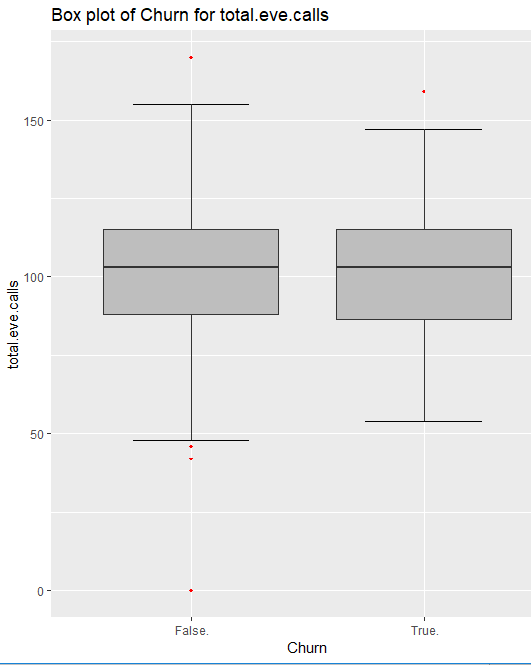 Box plot of Churn for total.eve.calls
total.eve.calls
150
100
50
0
False.
True.
Churn